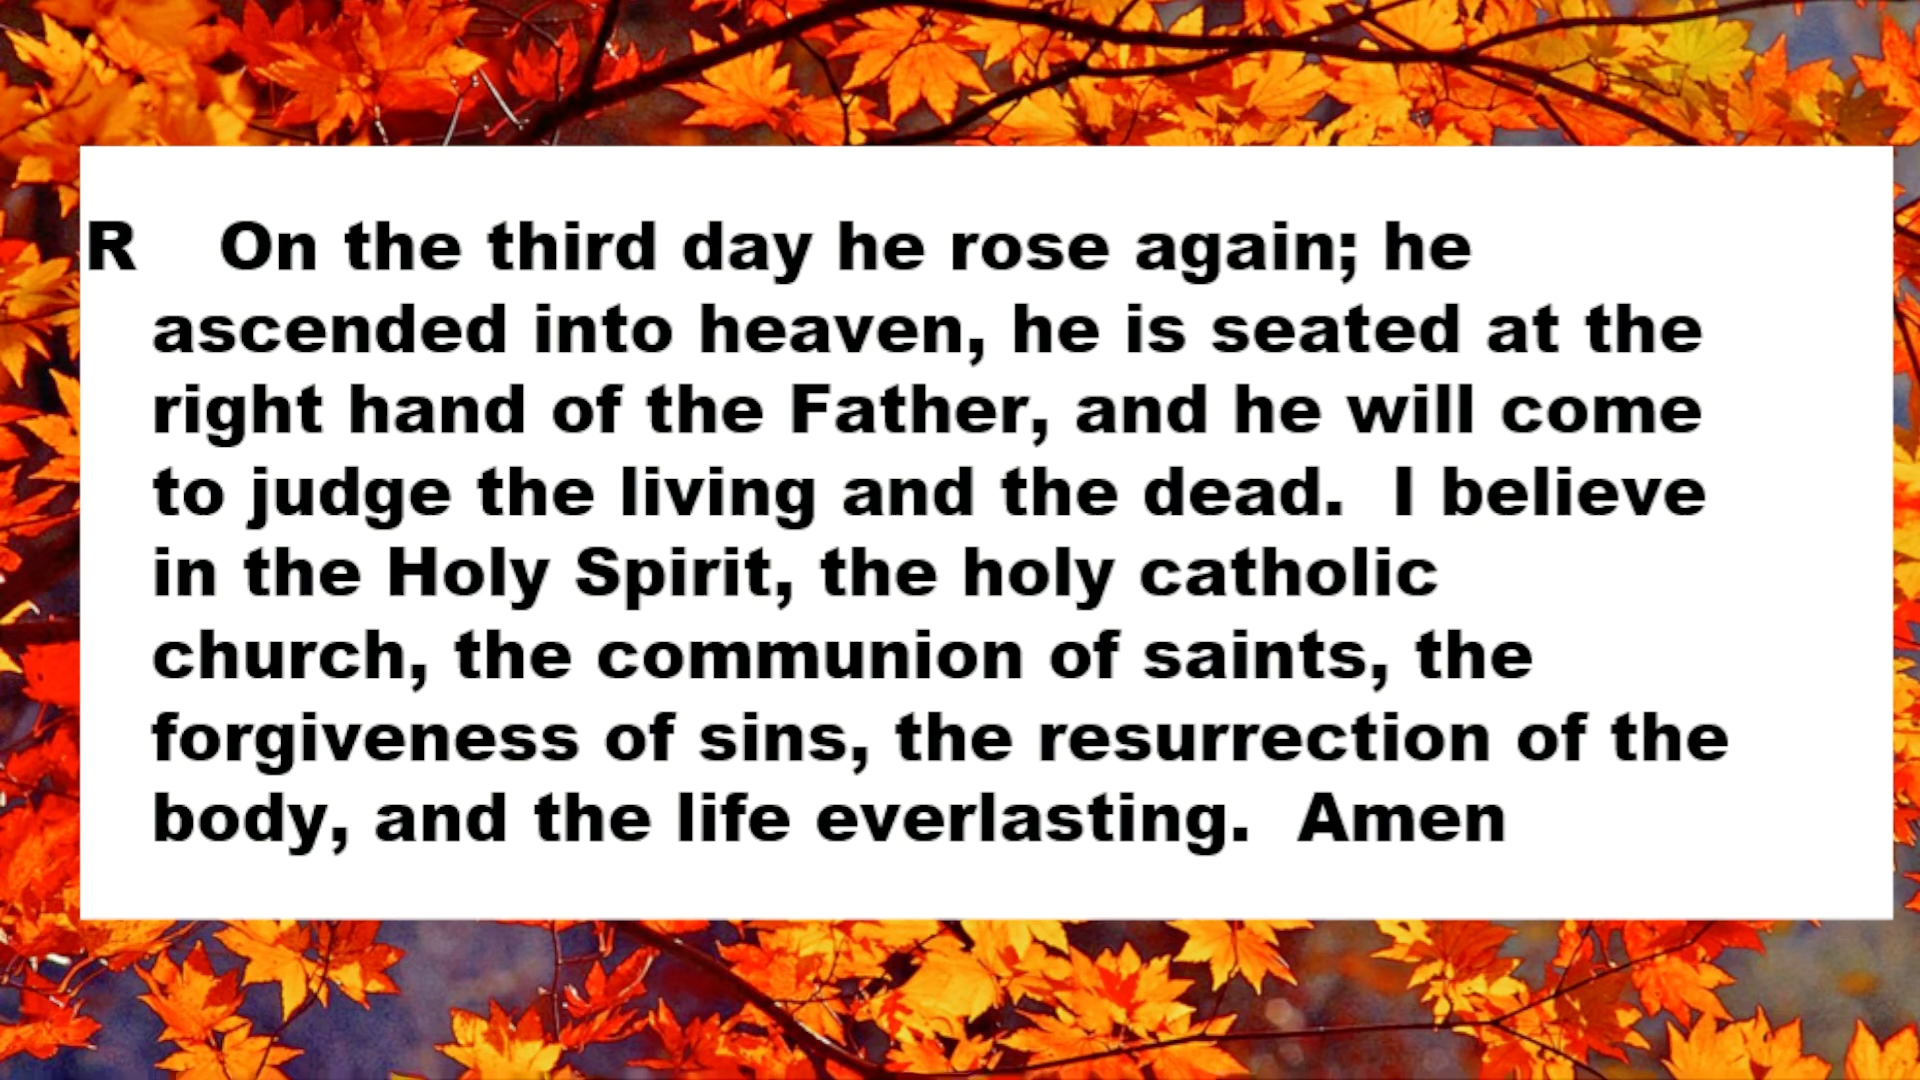 R On the third day he rose again; he
ascended into heaven, he is seated at the
right hand of the Father, and he will come
to judge the living and the dead. I believe
in the Holy Spirit, the holy catholic
church, the communion of saints, the
forgiveness of sins, the resurrection of the
body, and the life everlasting. Amen